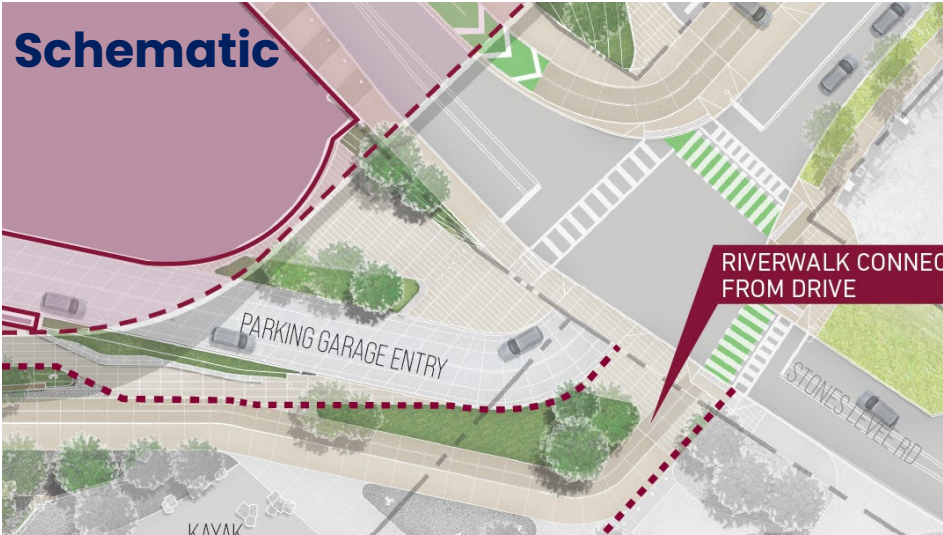 Schematic
RIVERWALK CONNEC
FROM DRIVE
PARKING GARAGE ENTRY
STONES LEVEE RD
KAYAK